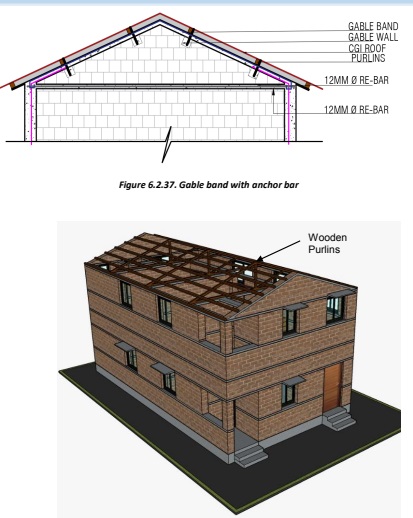 GABLE BAND
GABLE WALL
CGI ROOF
PURLINS
12MM Ø RE-BAR
12MM Ø RE-BAR
Figure 6.2.37. Gable band with anchor bar
Wooden
Purlins